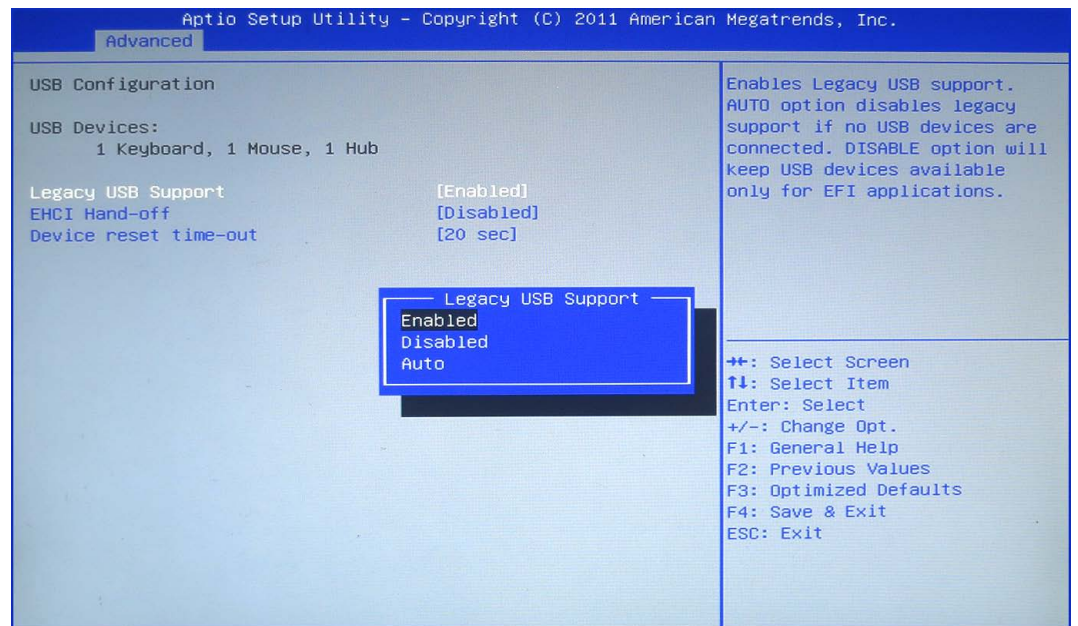 Aptio Setup Utility – Copyright (C) 2011 American Megatrends, Inc.
Advanced
USB Configuration
USB Devices:
1 Keyboard, 1 Mouse, 1 Hub
Legacy USB Support [Enabled]
EHCI Hand-off [Disabled]
Device reset time-out [20 sec]
Legacy USB Support
Enabled
Disabled
Auto
Enables Legacy USB support.
AUTO option disables legacy
support if no USB devices are
connected. DISABLE option will
keep USB devices available
only for EFI applications.
→←: Select Screen
↑↓: Select Item
Enter: Select
+/-: Change Opt.
F1: General Help
F2: Previous Values
F3: Optimized Defaults
F4: Save & Exit
ESC: Exit